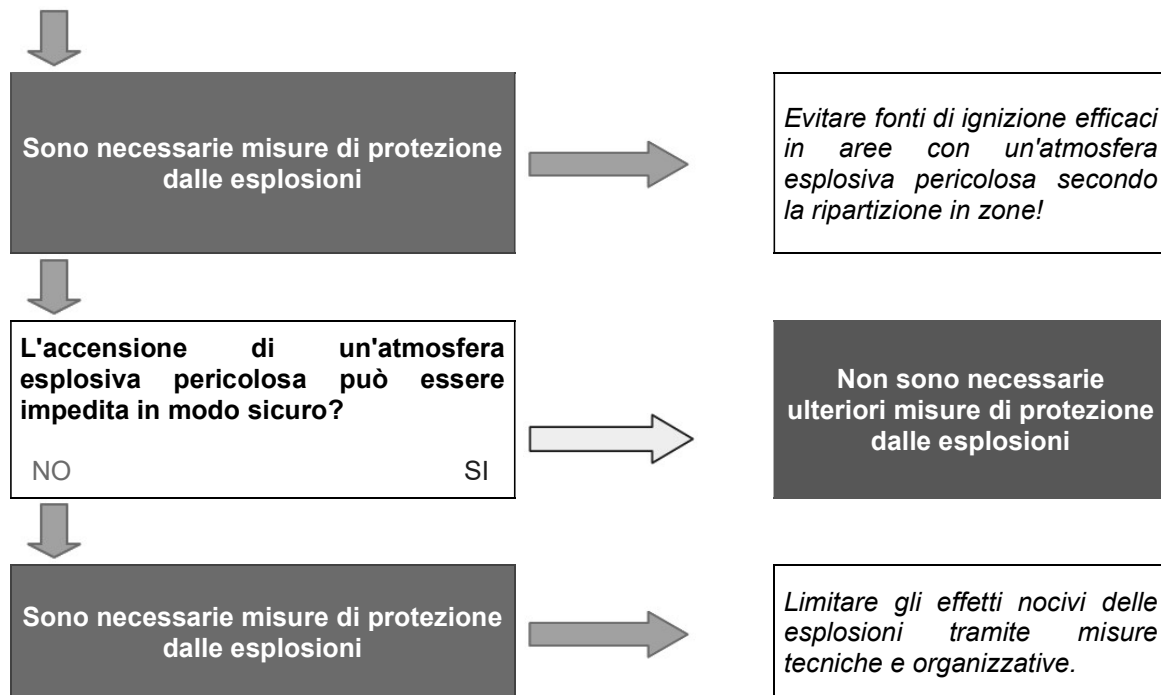 Sono necessarie misure di protezione
dalle esplosioni
Evitare fonti di ignizione efficaci
in aree con un'atmosfera
esplosiva pericolosa secondo
la ripartizione in zone!
L'accensione di un'atmosfera
esplosiva pericolosa può essere
impedita in modo sicuro?
NO SI
Non sono necessarie
ulteriori misure di protezione
dalle esplosioni
Sono necessarie misure di protezione
dalle esplosioni
Limitare gli effetti nocivi delle
esplosioni tramite misure
tecniche e organizzative.